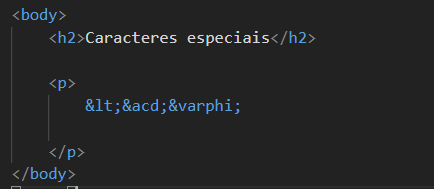 <body>
<h2>Caracteres especiais</h2>
<p>
&lt;&acd;&varphi;
</p>
</body>